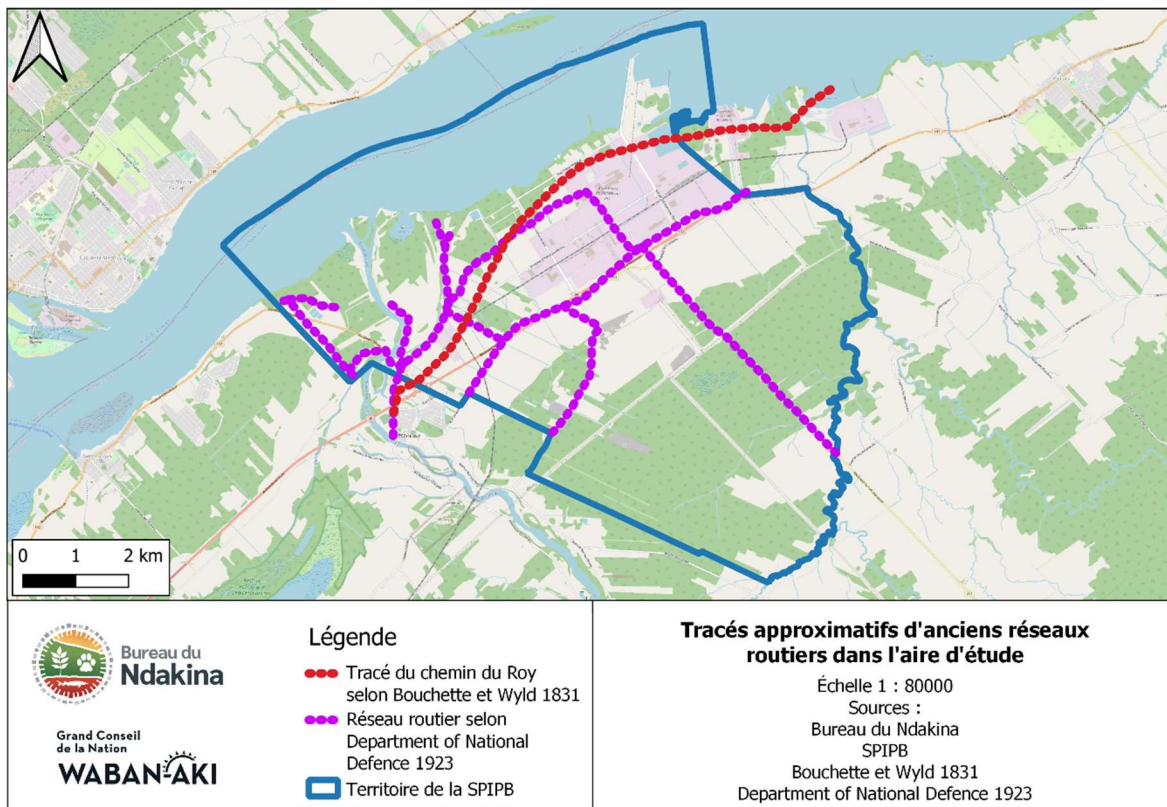 0 1 2 km
Bureau du
Ndakina
Grand Conseil
de la Nation
WABAN-AKI
Légende
Tracé du chemin du Roy
selon Bouchette et Wyld 1831
Réseau routier selon
Department of National
Defence 1923
Territoire de la SPIPB
Tracés approximatifs d'anciens réseaux
routiers dans l'aire d'étude
Échelle 1 : 80000
Sources :
Bureau du Ndakina
SPIPB
Bouchette et Wyld 1831
Department of National Defence 1923